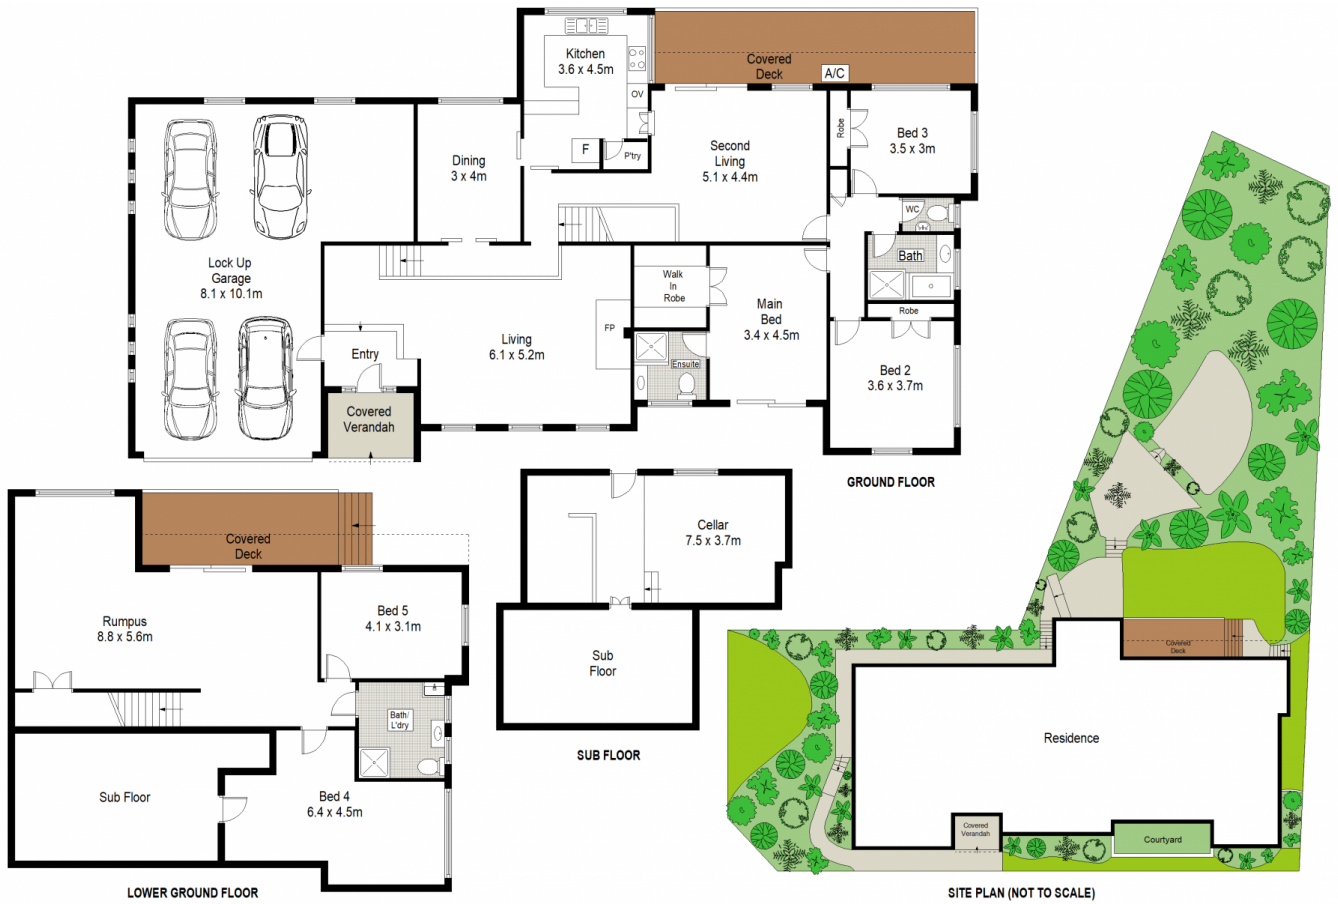 Kitchen
3.6 x 4.5m
OV
F
P'try
Covered
Deck
A/C
Dining
3 x 4m
Second
Living
5.1 x 4.4m
Robe
Bed 3
3.5 x 3m
WC
Bath
Lock Up
Garage
8.1 x 10.1m
Walk
In
Robe
Main
Bed
3.4 x 4.5m
Robe
Entry
Living
6.1 x 5.2m
FP
Ensuite
Bed 2
3.6 x 3.7m
Covered
Verandah
GROUND FLOOR
Covered
Deck
Rumpus
8.8 x 5.6m
Bed 5
4.1 x 3.1m
Bath/
L'dry
Sub Floor
Bed 4
6.4 x 4.5m
LOWER GROUND FLOOR
Cellar
7.5 x 3.7m
Sub
Floor
SUB FLOOR
Covered
Deck
Residence
Covered
Verandah
Courtyard
SITE PLAN (NOT TO SCALE)